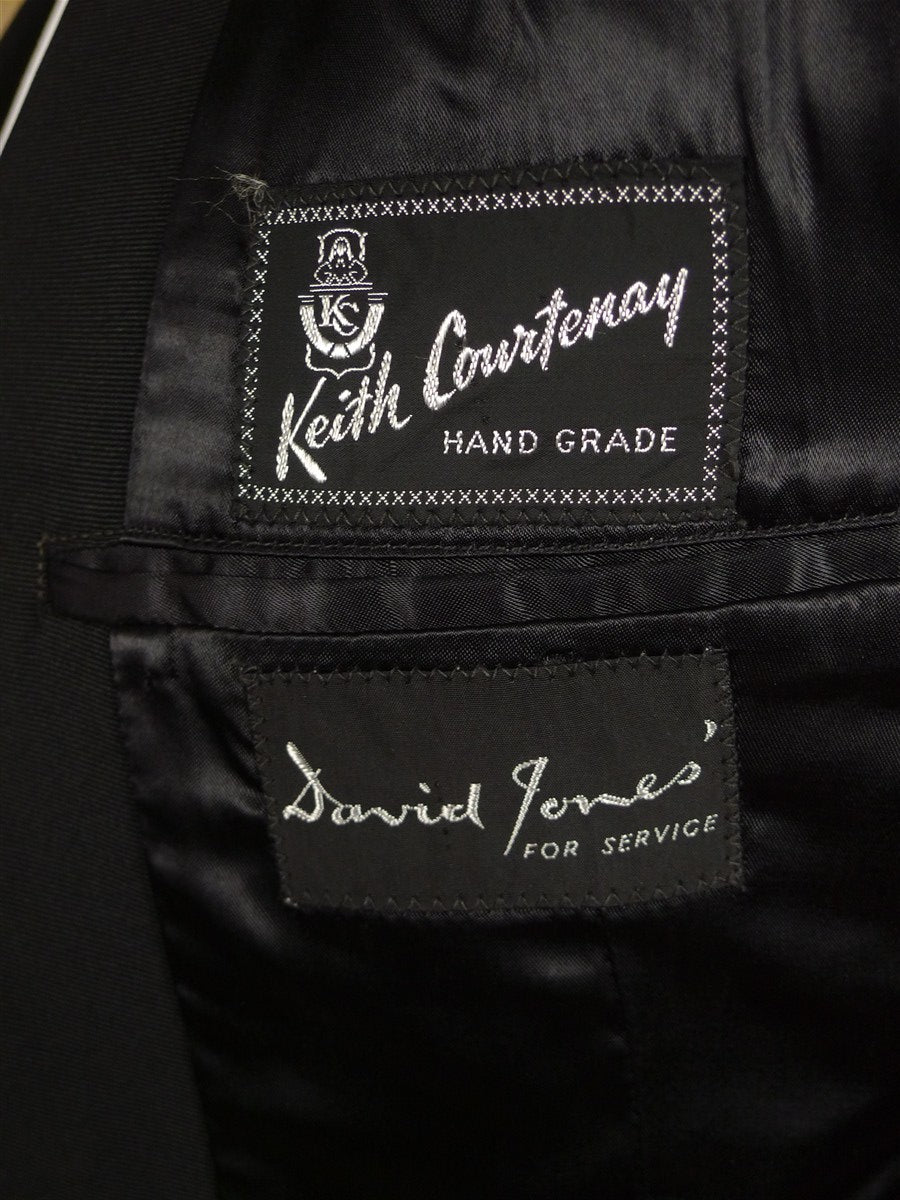 KC
Keith Courtenay
HAND GRADE
David Jones'
FOR SERVICE